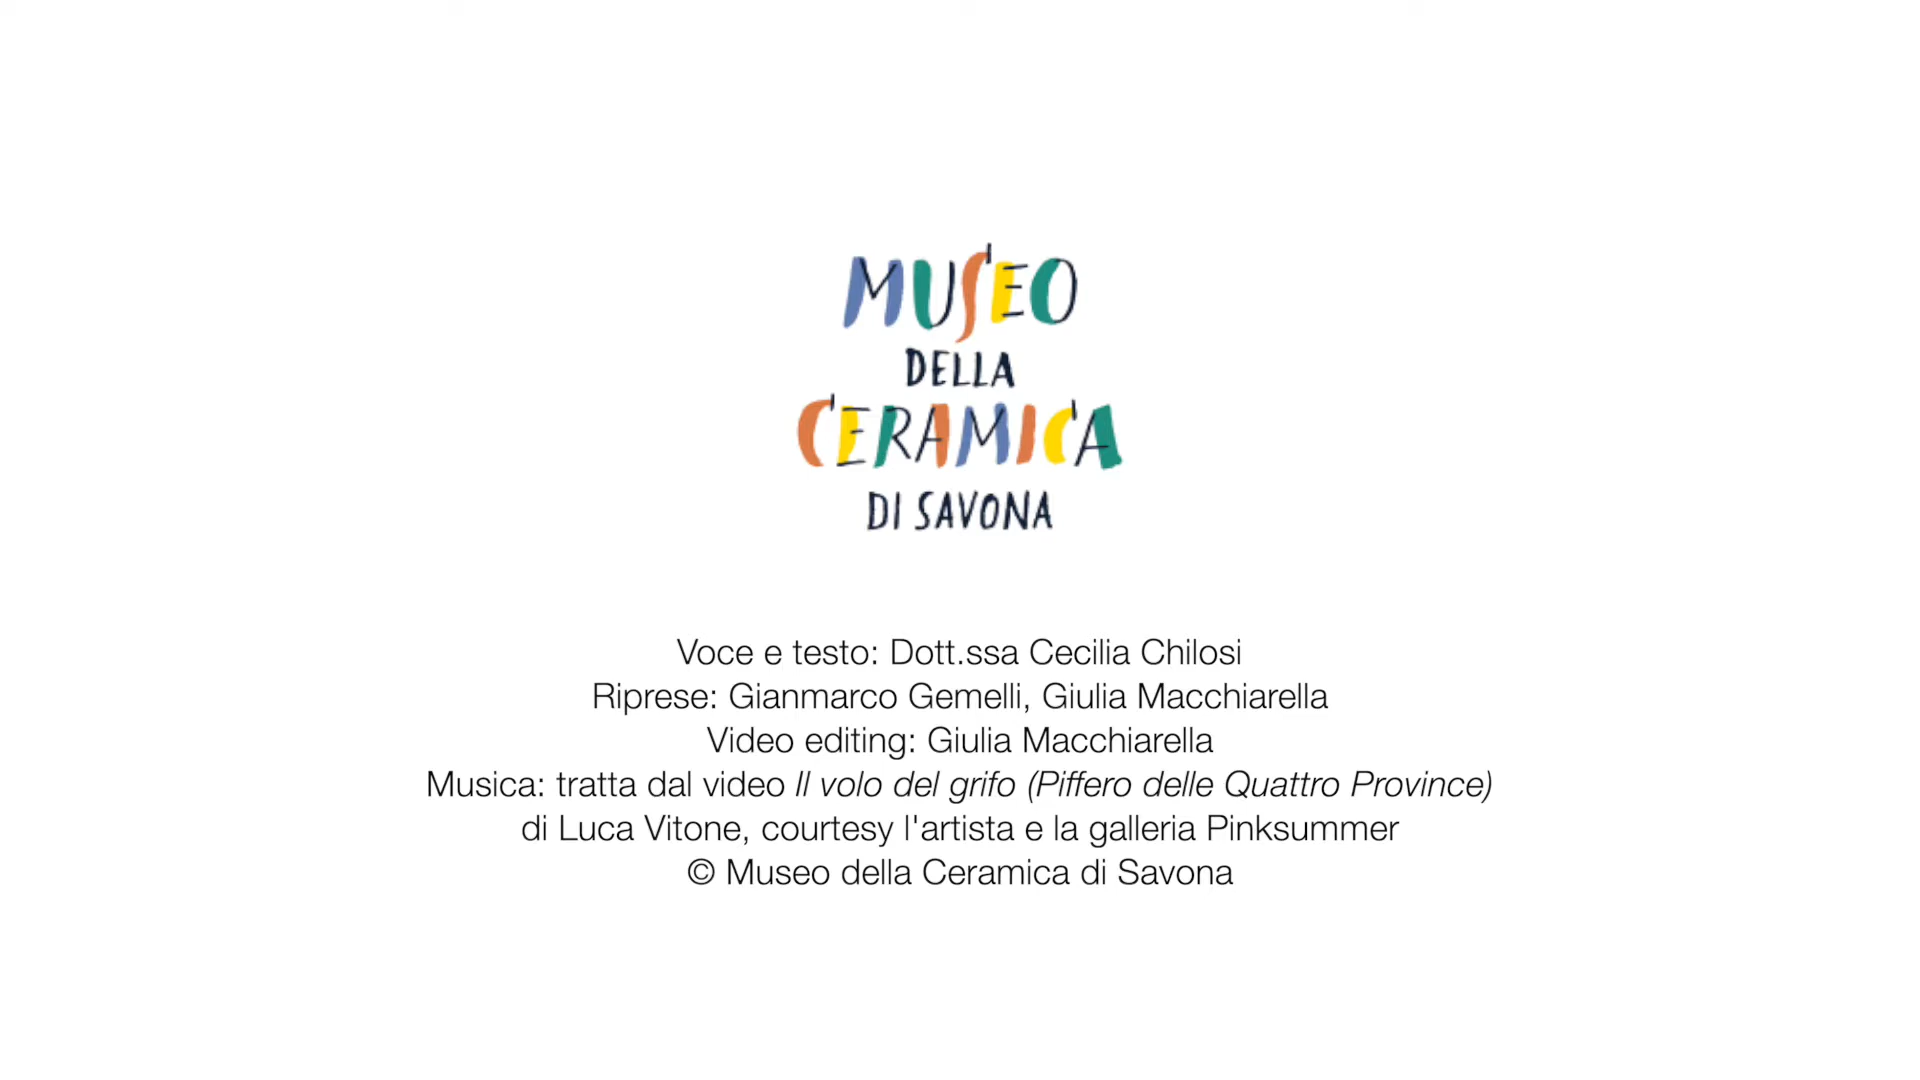 MUSEO
DELLA
CERAMICA
DI SAVONA
Voce e testo: Dott.ssa Cecilia Chilosi
Riprese: Gianmarco Gemelli, Giulia Macchiarella
Video editing: Giulia Macchiarella
Musica: tratta dal video Il volo del grifo (Piffero delle Quattro Province)
di Luca Vitone, courtesy l'artista e la galleria Pinksummer
© Museo della Ceramica di Savona